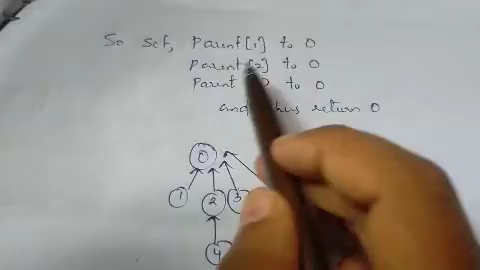 So set, Parent[1] to 0
Parent[2] to 0
Parent to 0
and thus return 0
0
1 2 3
4